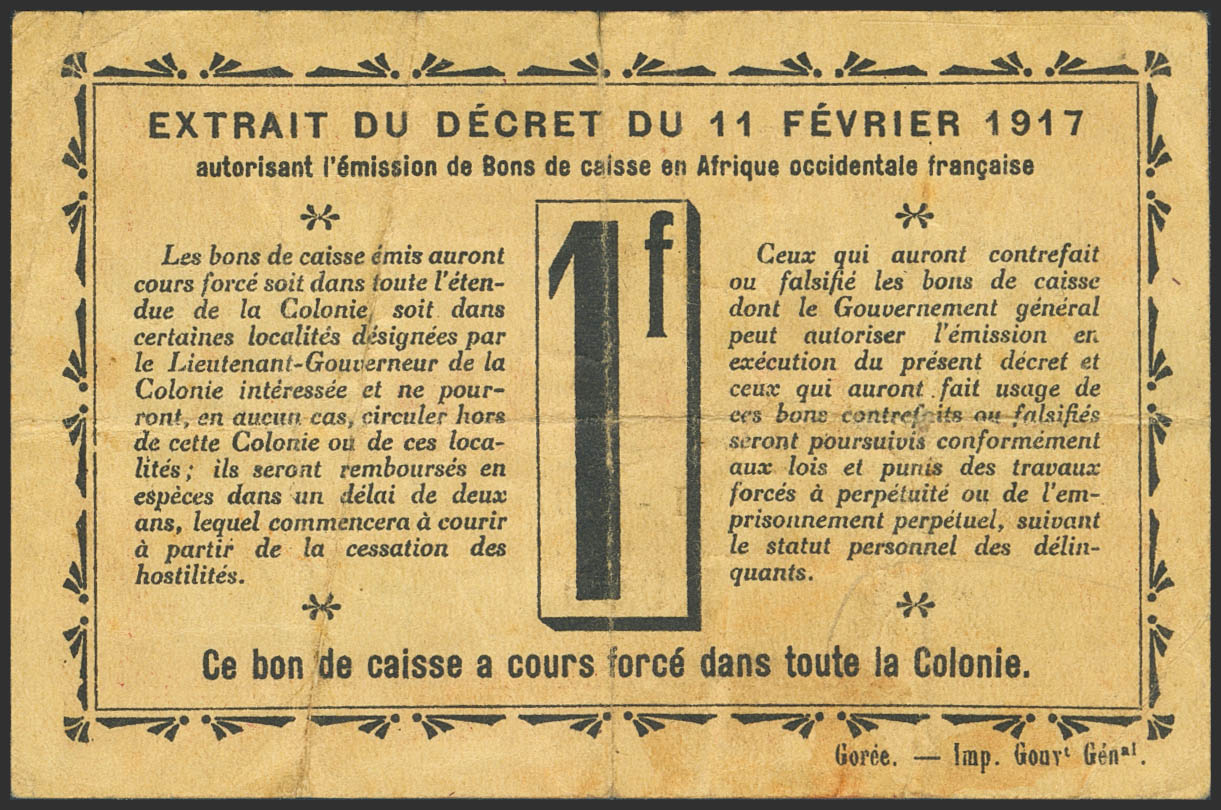 EXTRAIT DU DÉCRET DU 11 FÉVRIER 1917
autorisant l'émission de Bons de caisse en Afrique occidentale française
Les bons de caisse émis auront
cours forcé soit dans toute l'éten-
due de la Colonie, soit dans
certaines localités désignées par
le Lieutenant-Gouverneur de la
Colonie intéressée et ne pour-
ront, en aucun cas, circuler hors
de cette Colonie ou de ces loca-
lités ; ils seront remboursés en
espèces dans un délai de deux
ans, lequel commencera à courir
à partir de la cessation des
hostilités.
1f
Ceux qui auront contrefait
ou falsifié les bons de caisse
dont le Gouvernement général
peut autoriser l'émission en
exécution du présent décret et
ceux qui auront fait usage de
ces bons contrefaits ou falsifiés
seront poursuivis conformément
aux lois et punis des travaux
forcés à perpétuité ou de l'em-
prisonnement perpétuel, suivant
le statut personnel des délin-
quants.
Ce bon de caisse a cours forcé dans toute la Colonie.
Gorée. — Imp. Gouvt Génal.